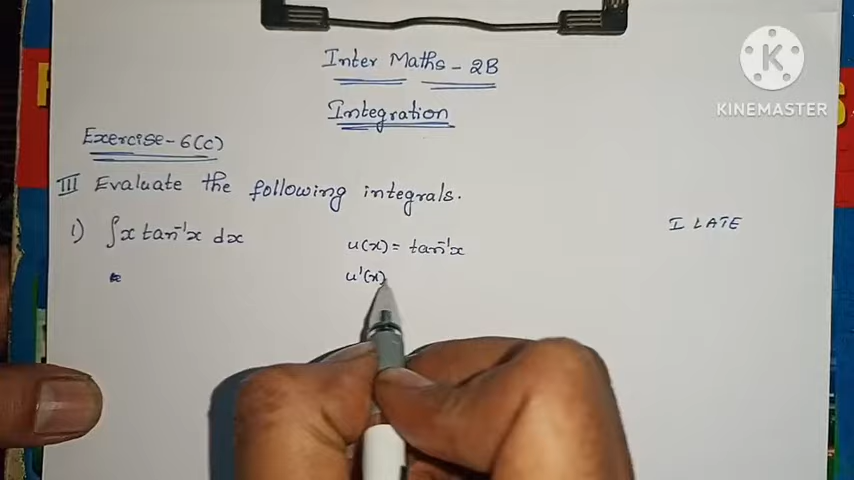 Inter Maths - 2B
Integration
KINEMASTER
Exercise - 6(c)
III Evaluate the following integrals.
1) ∫x tan⁻¹x dx
u(x) = tan⁻¹x
I LATE
u'(x)